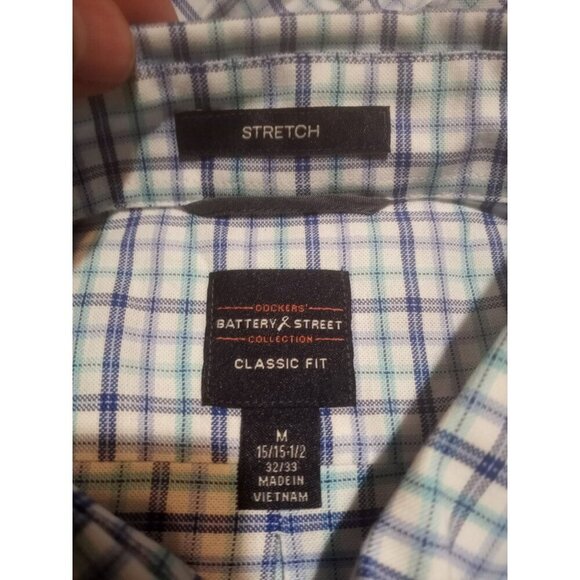 STRETCH
DOCKERS'
BATTERY & STREET
COLLECTION
CLASSIC FIT
M
15/15-1/2
32/33
MADE IN
VIETNAM